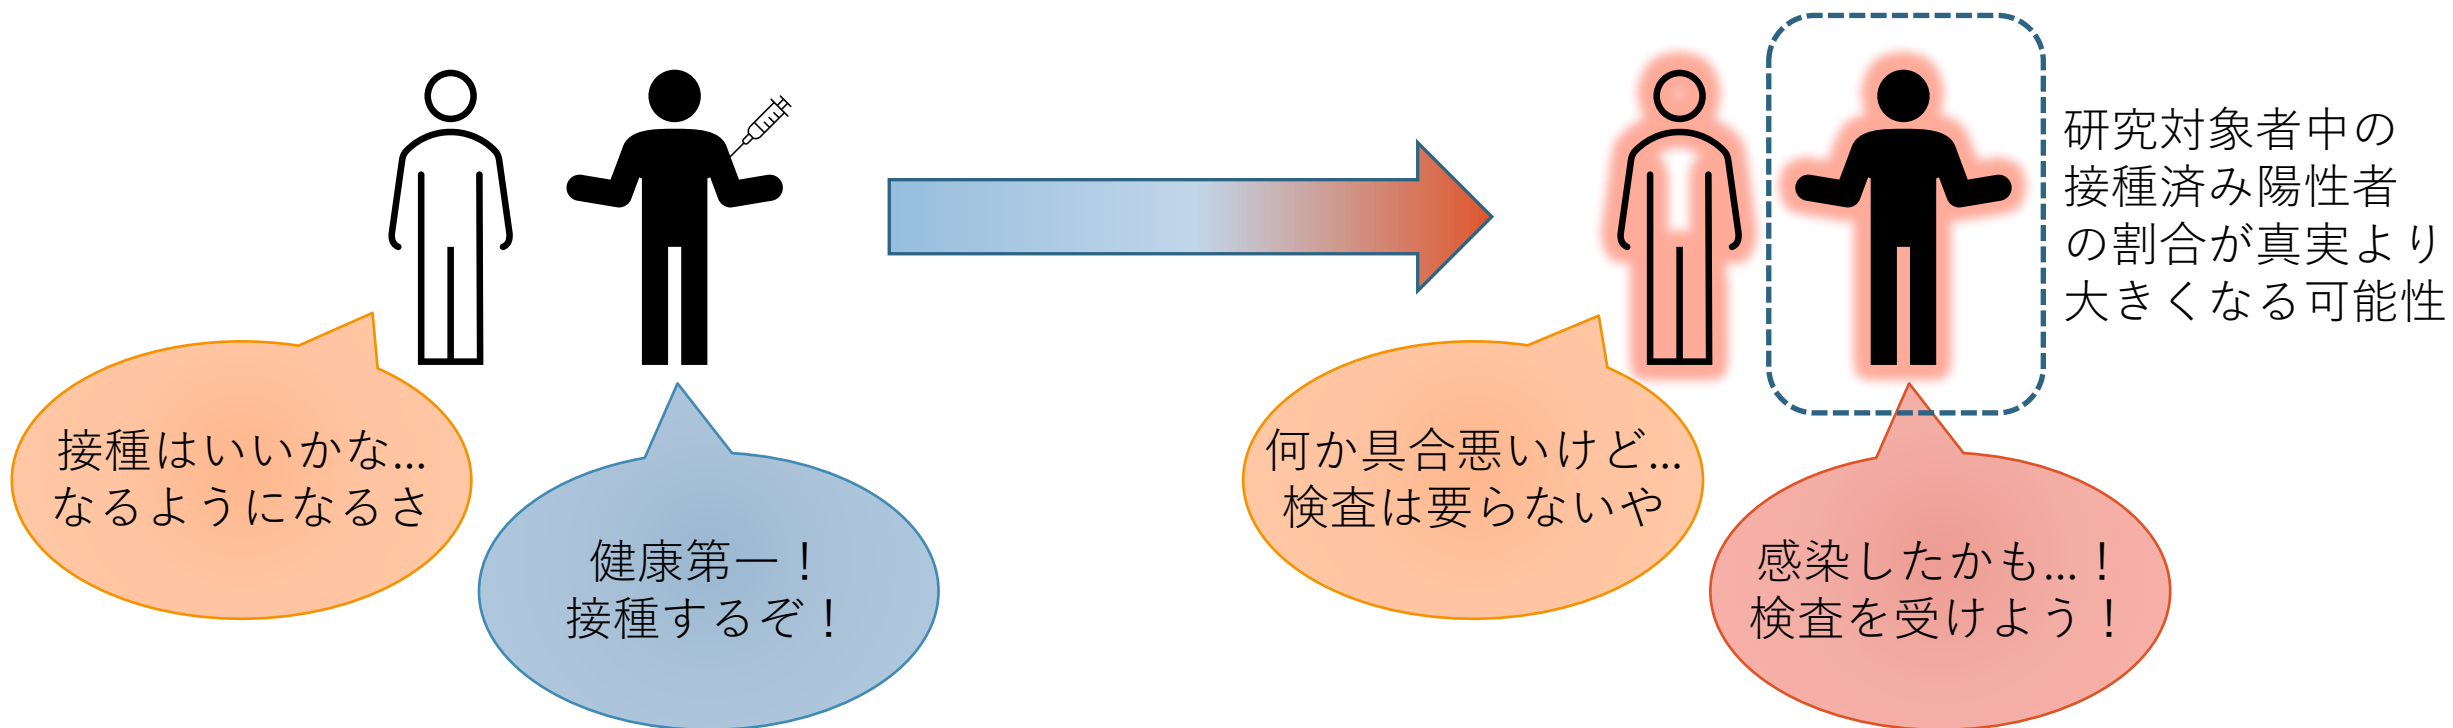 接種はいいかな…
なるようになるさ
健康第一！
接種するぞ！
何か具合悪いけど…
検査は要らないや
感染したかも…！
検査を受けよう！
研究対象者中の
接種済み陽性者
の割合が真実より
大きくなる可能性